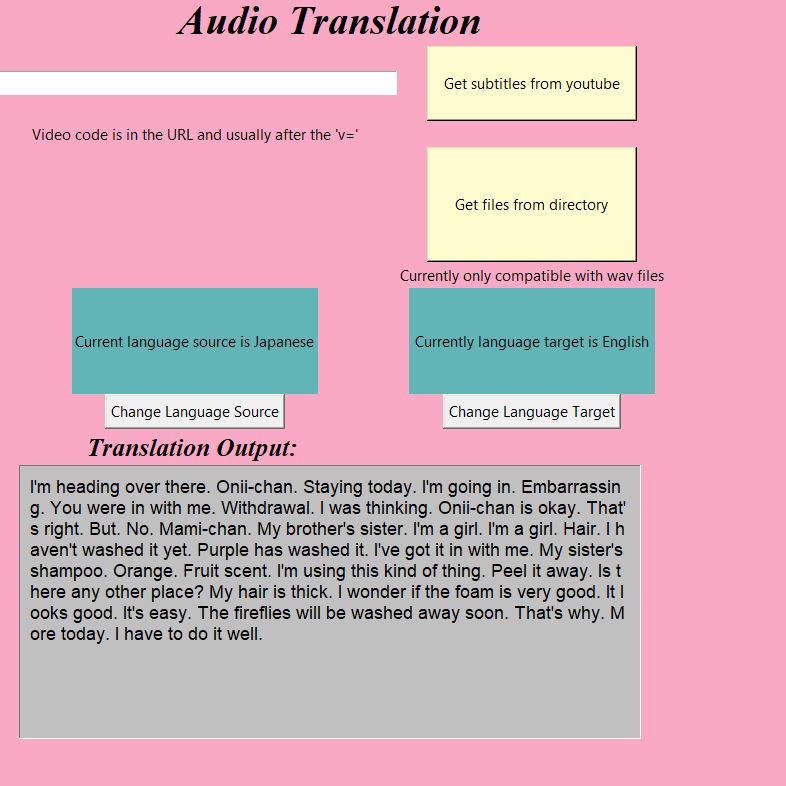 Audio Translation
Get subtitles from youtube
Video code is in the URL and usually after the 'v='
Get files from directory
Currently only compatible with wav files
Current language source is Japanese
Currently language target is English
Change Language Source
Change Language Target
Translation Output:
I'm heading over there. Onii-chan. Staying today. I'm going in. Embarrassin
g. You were in with me. Withdrawal. I was thinking. Onii-chan is okay. That'
s right. But. No. Mami-chan. My brother's sister. I'm a girl. I'm a girl. Hair. I h
aven't washed it yet. Purple has washed it. I've got it in with me. My sister's
shampoo. Orange. Fruit scent. I'm using this kind of thing. Peel it away. Is t
here any other place? My hair is thick. I wonder if the foam is very good. It l
ooks good. It's easy. The fireflies will be washed away soon. That's why. M
ore today. I have to do it well.